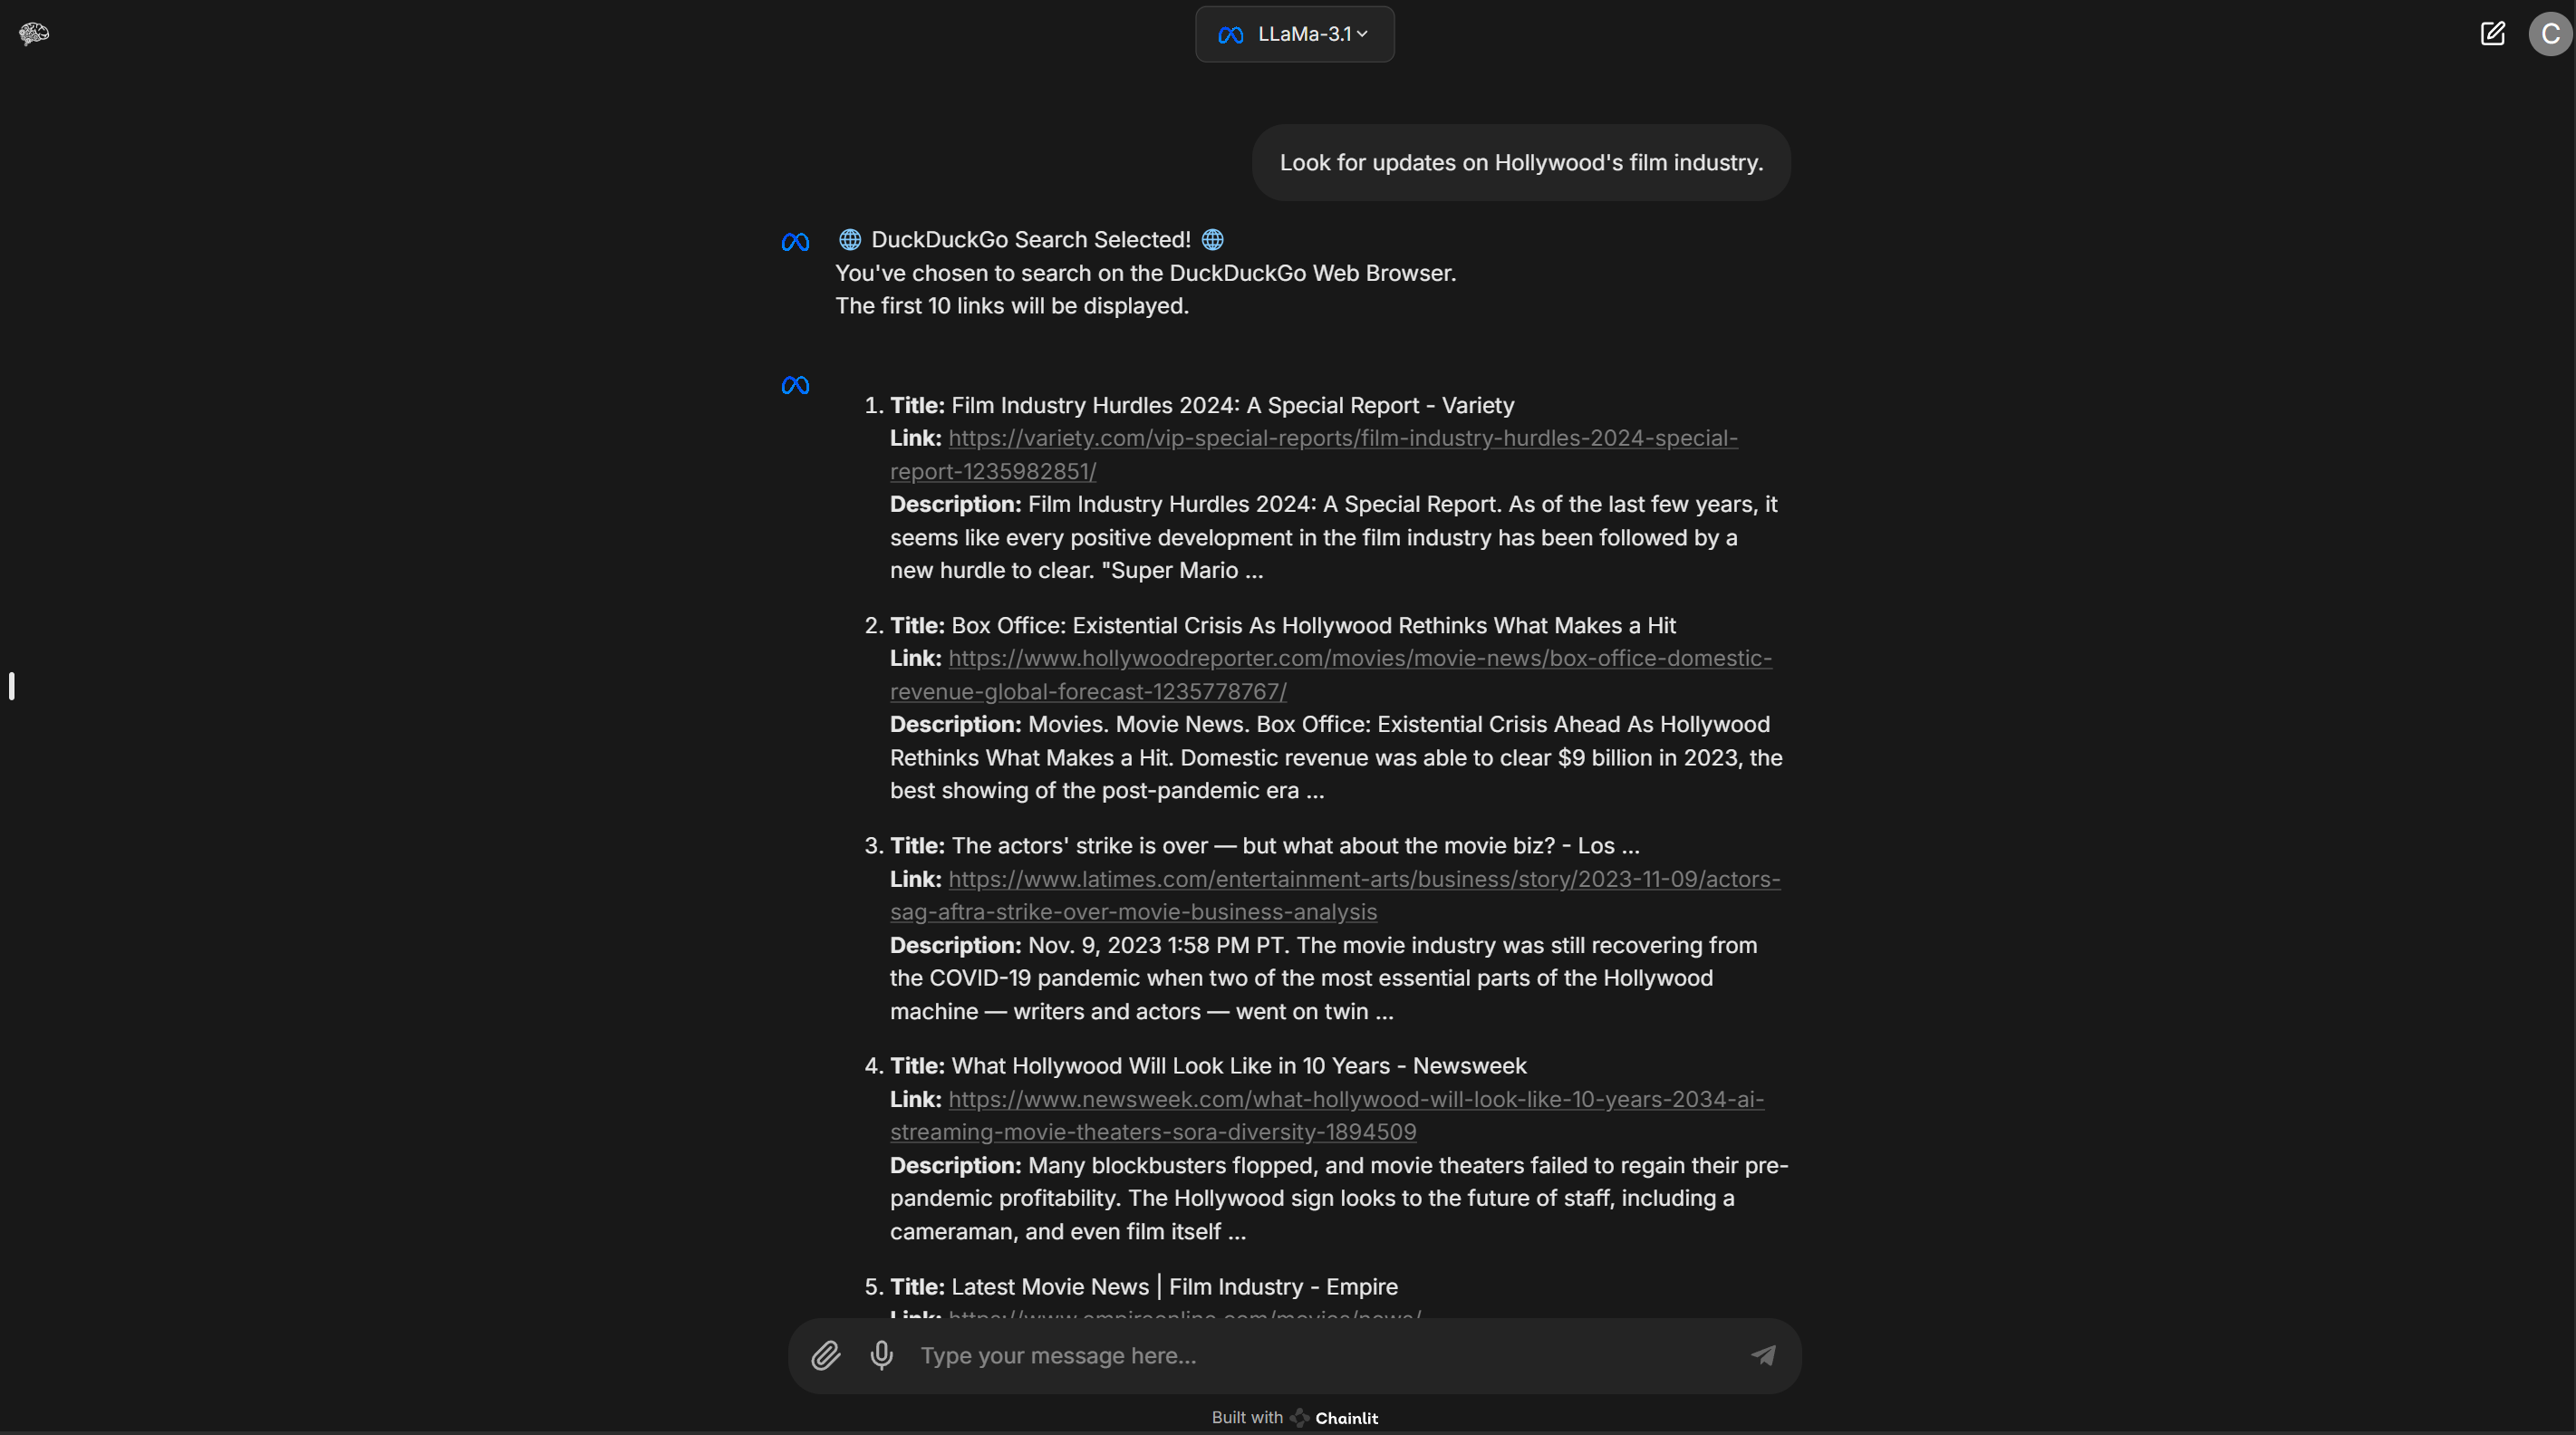 LLaMa-3.1
C
Look for updates on Hollywood's film industry.
DuckDuckGo Search Selected!
You've chosen to search on the DuckDuckGo Web Browser.
The first 10 links will be displayed.
1. Title: Film Industry Hurdles 2024: A Special Report - Variety
Link: https://variety.com/vip-special-reports/film-industry-hurdles-2024-special-
report-1235982851/
Description: Film Industry Hurdles 2024: A Special Report. As of the last few years, it
seems like every positive development in the film industry has been followed by a
new hurdle to clear. "Super Mario ...
2. Title: Box Office: Existential Crisis As Hollywood Rethinks What Makes a Hit
Link: https://www.hollywoodreporter.com/movies/movie-news/box-office-domestic-
revenue-global-forecast-1235778767/
Description: Movies. Movie News. Box Office: Existential Crisis Ahead As Hollywood
Rethinks What Makes a Hit. Domestic revenue was able to clear $9 billion in 2023, the
best showing of the post-pandemic era ...
3. Title: The actors' strike is over — but what about the movie biz? - Los ...
Link: https://www.latimes.com/entertainment-arts/business/story/2023-11-09/actors-
sag-aftra-strike-over-movie-business-analysis
Description: Nov. 9, 2023 1:58 PM PT. The movie industry was still recovering from
the COVID-19 pandemic when two of the most essential parts of the Hollywood
machine — writers and actors — went on twin ...
4. Title: What Hollywood Will Look Like in 10 Years - Newsweek
Link: https://www.newsweek.com/what-hollywood-will-look-like-10-years-2034-ai-
streaming-movie-theaters-sora-diversity-1894509
Description: Many blockbusters flopped, and movie theaters failed to regain their pre-
pandemic profitability. The Hollywood sign looks to the future of staff, including a
cameraman, and even film itself ...
5. Title: Latest Movie News | Film Industry - Empire
Link: https://www.empireonline.com/movies/news/
Type your message here...
Built with Chainlit